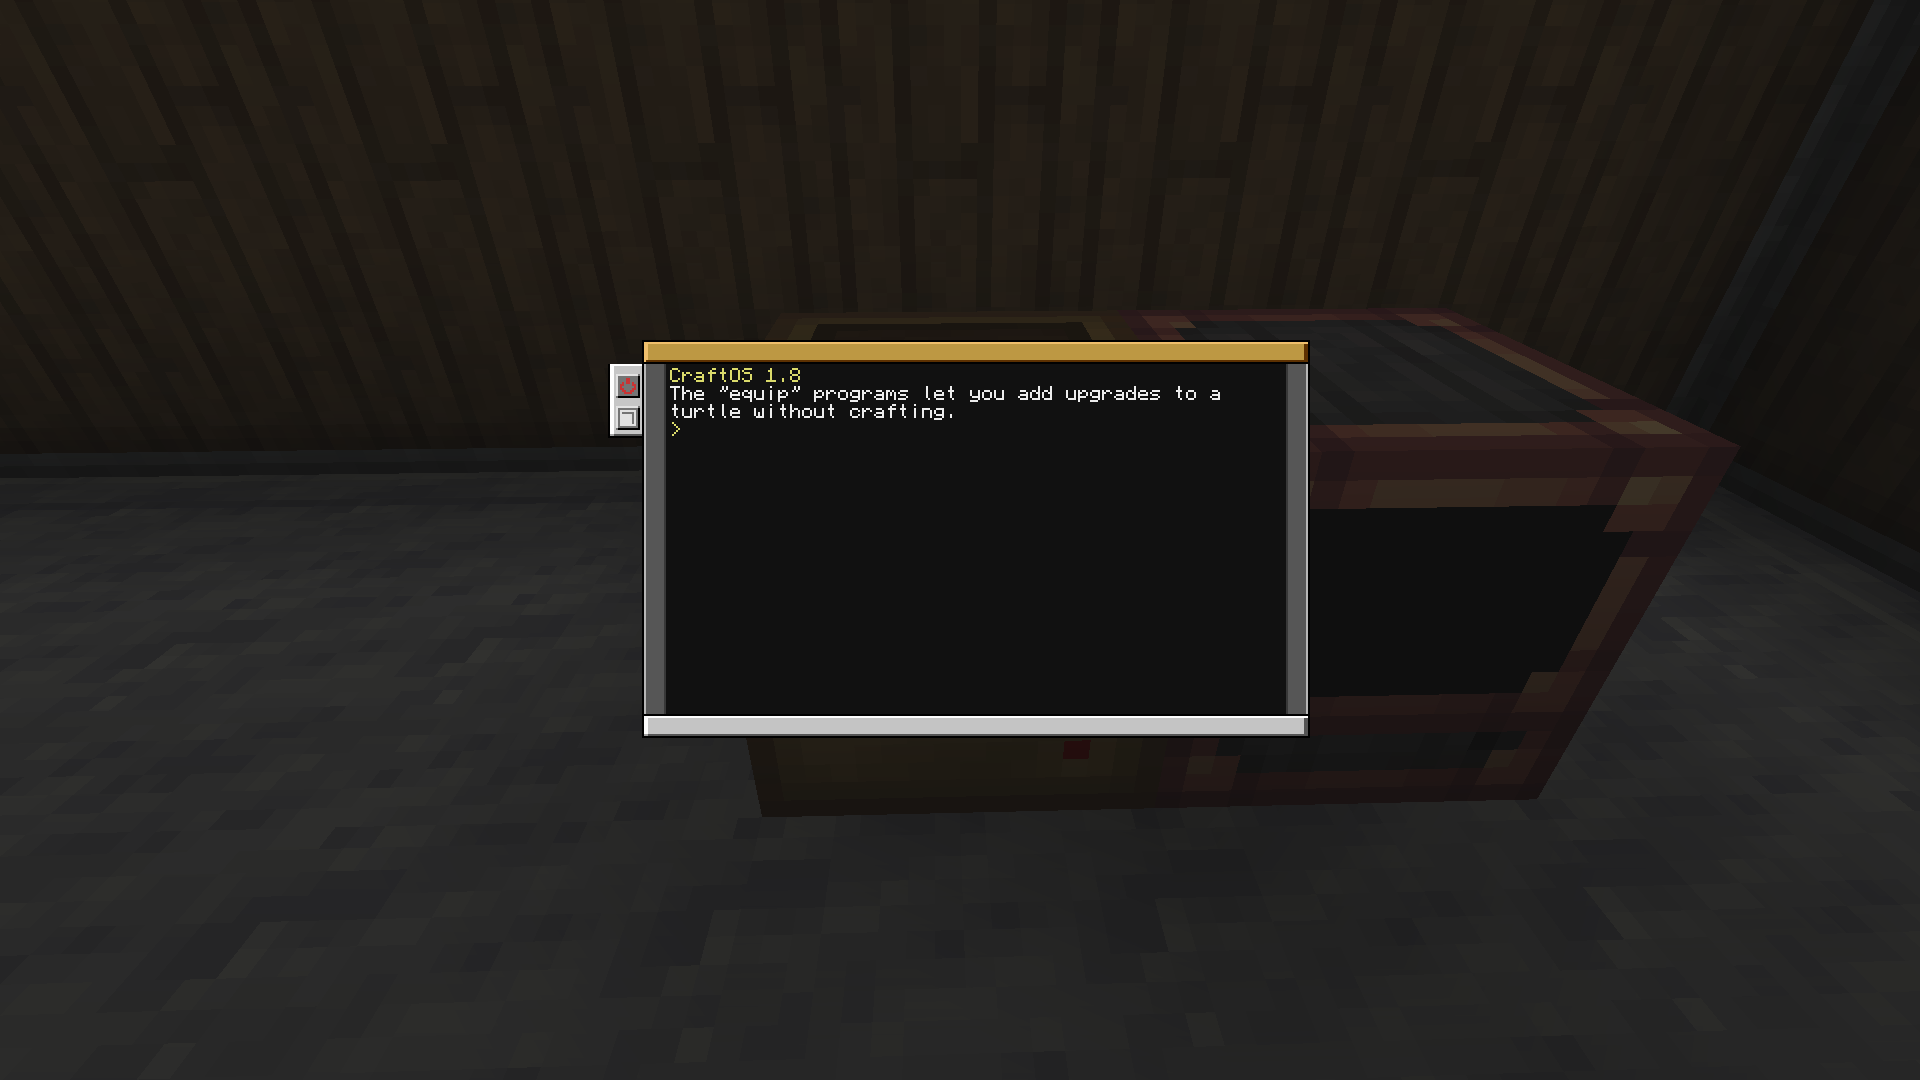 CraftOS 1.8
The "equip" programs let you add upgrades to a
turtle without crafting.
>